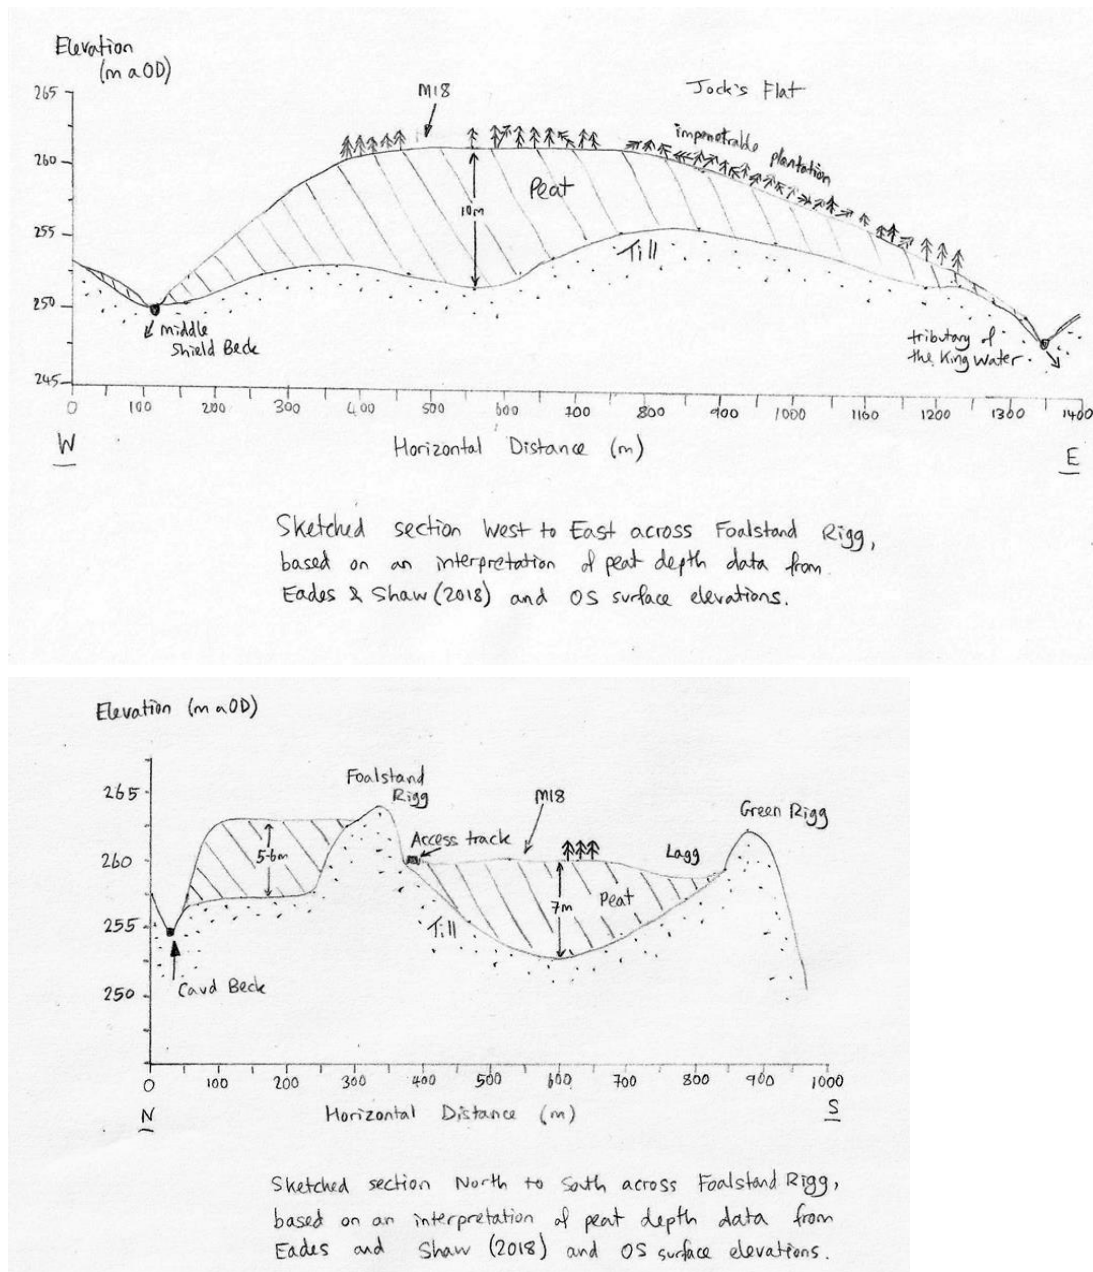 Elevation
(m aOD)
265
260
255
250
245
M18
Jock's Flat
impenetrable plantation
Peat
10m
Till
middle
Shield Beck
tributary of
the King Water
0 100 200 300 400 500 600 700 800 900 1000 1160 1200 1300 1400
W
Horizontal Distance (m)
E
Sketched section West to East across Foalstand Rigg,
based on an interpretation of peat depth data from
Eades & Shaw (2018) and OS surface elevations.
Elevation (m aOD)
265
260
255
250
Foalstand
Rigg
M18
Green Rigg
Access track
Lagg
5-6m
7m
Peat
Till
Caud Beck
0 100 200 300 400 500 600 700 800 900 1000
N
Horizontal Distance (m)
S
Sketched section North to South across Foalstand Rigg,
based on an interpretation of peat depth data from
Eades and Shaw (2018) and OS surface elevations.